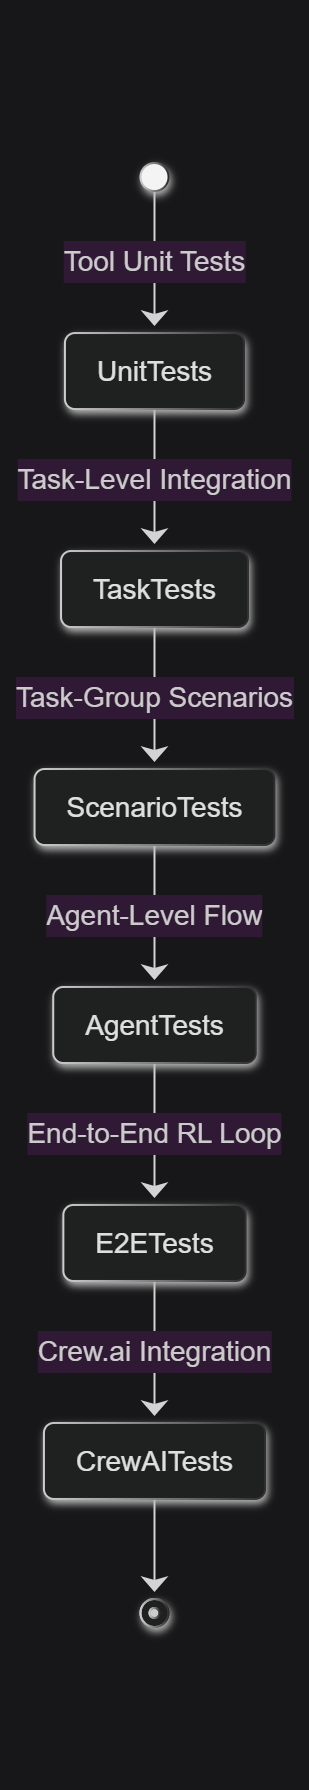 Tool Unit Tests
UnitTests
Task-Level Integration
TaskTests
Task-Group Scenarios
ScenarioTests
Agent-Level Flow
AgentTests
End-to-End RL Loop
E2ETests
Crew.ai Integration
CrewAITests